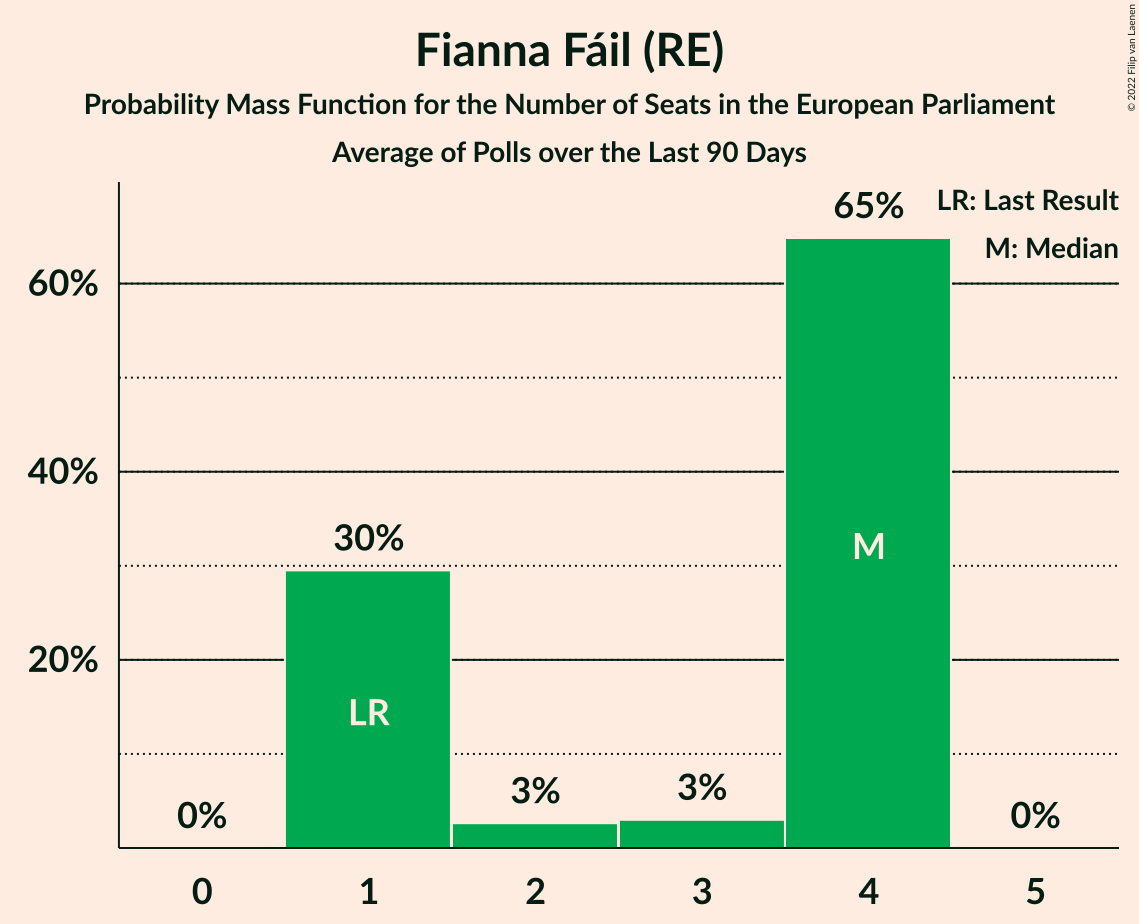 Fianna Fáil (RE)
Probability Mass Function for the Number of Seats in the European Parliament
Average of Polls over the Last 90 Days
© 2022 Filip van Laenen
LR: Last Result
M: Median
65%
60%
40%
30%
20%
M
LR
0%
3%
3%
0%
0 1 2 3 4 5